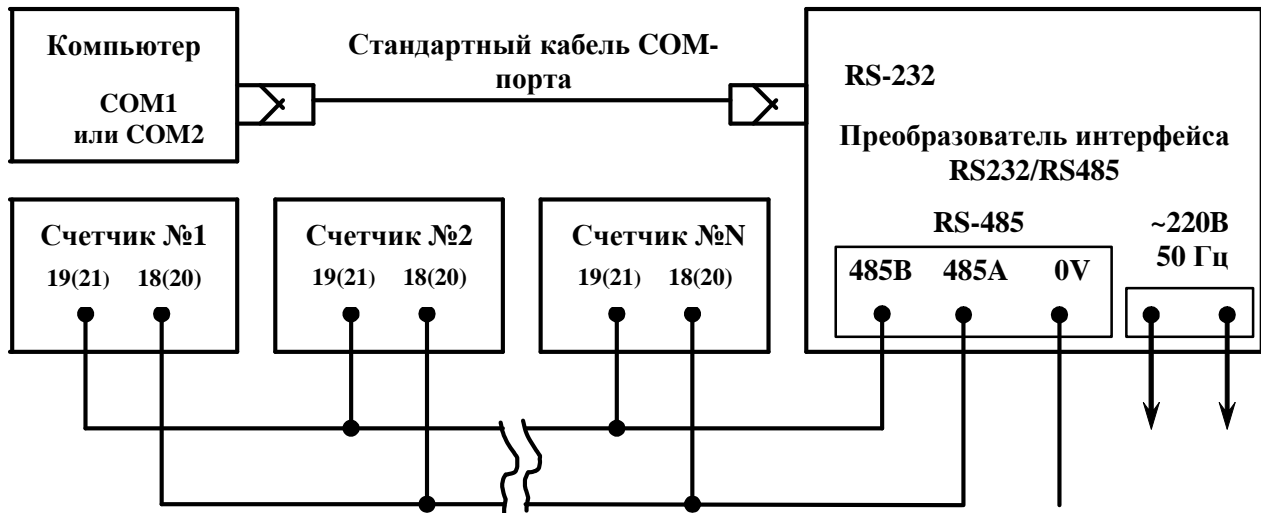 Компьютер
COM1
или COM2
Стандартный кабель COM-
порта
RS-232
Преобразователь интерфейса
RS232/RS485
RS-485
~220В
50 Гц
485B 485A 0V
Счетчик №1
19(21) 18(20)
Счетчик №2
19(21) 18(20)
Счетчик №N
19(21) 18(20)